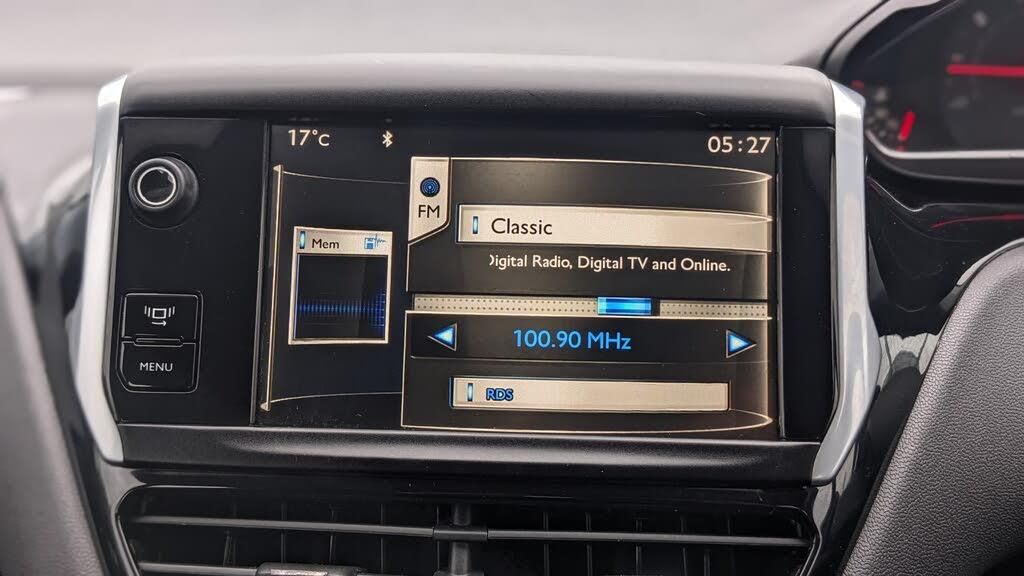 17°c
05:27
FM
Classic
Mem
Digital Radio, Digital TV and Online.
100.90 MHz
RDS
MENU